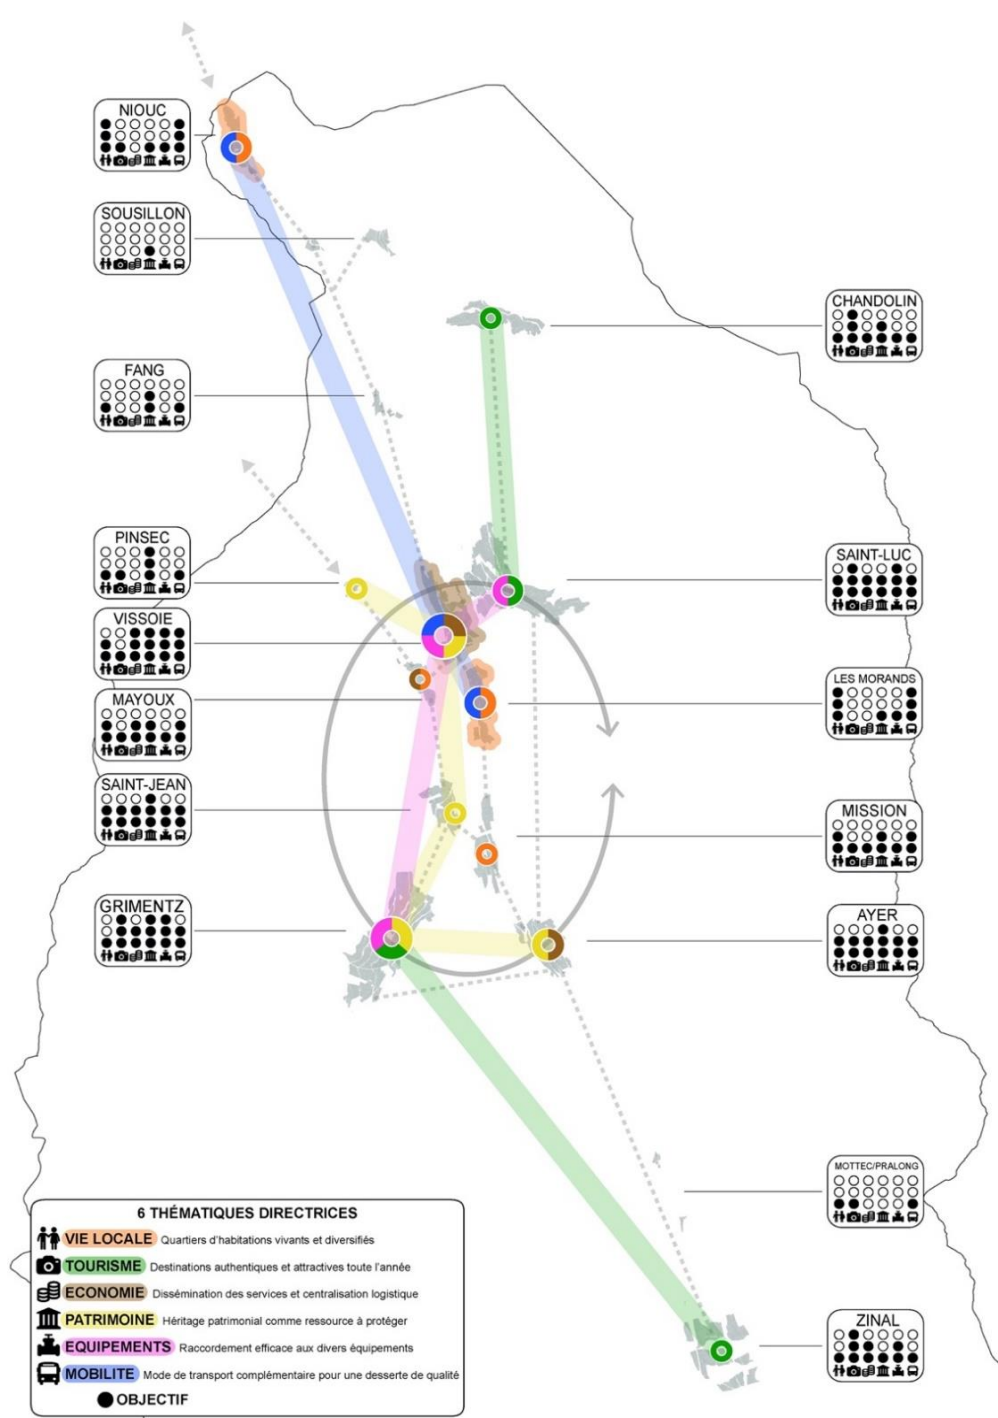 NIOUC
SOUSILLON
FANG
PINSEC
VISSOIE
MAYOUX
SAINT-JEAN
GRIMENTZ
CHANDOLIN
SAINT-LUC
LES MORANDS
MISSION
AYER
MOTTEC/PRALONG
ZINAL
6 THÉMATIQUES DIRECTRICES
VIE LOCALE Quartiers d'habitations vivants et diversifiés
TOURISME Destinations authentiques et attractives toute l'année
ECONOMIE Dissémination des services et centralisation logistique
PATRIMOINE Héritage patrimonial comme ressource à protéger
EQUIPEMENTS Raccordement efficace aux divers équipements
MOBILITE Mode de transport complémentaire pour une desserte de qualité
OBJECTIF